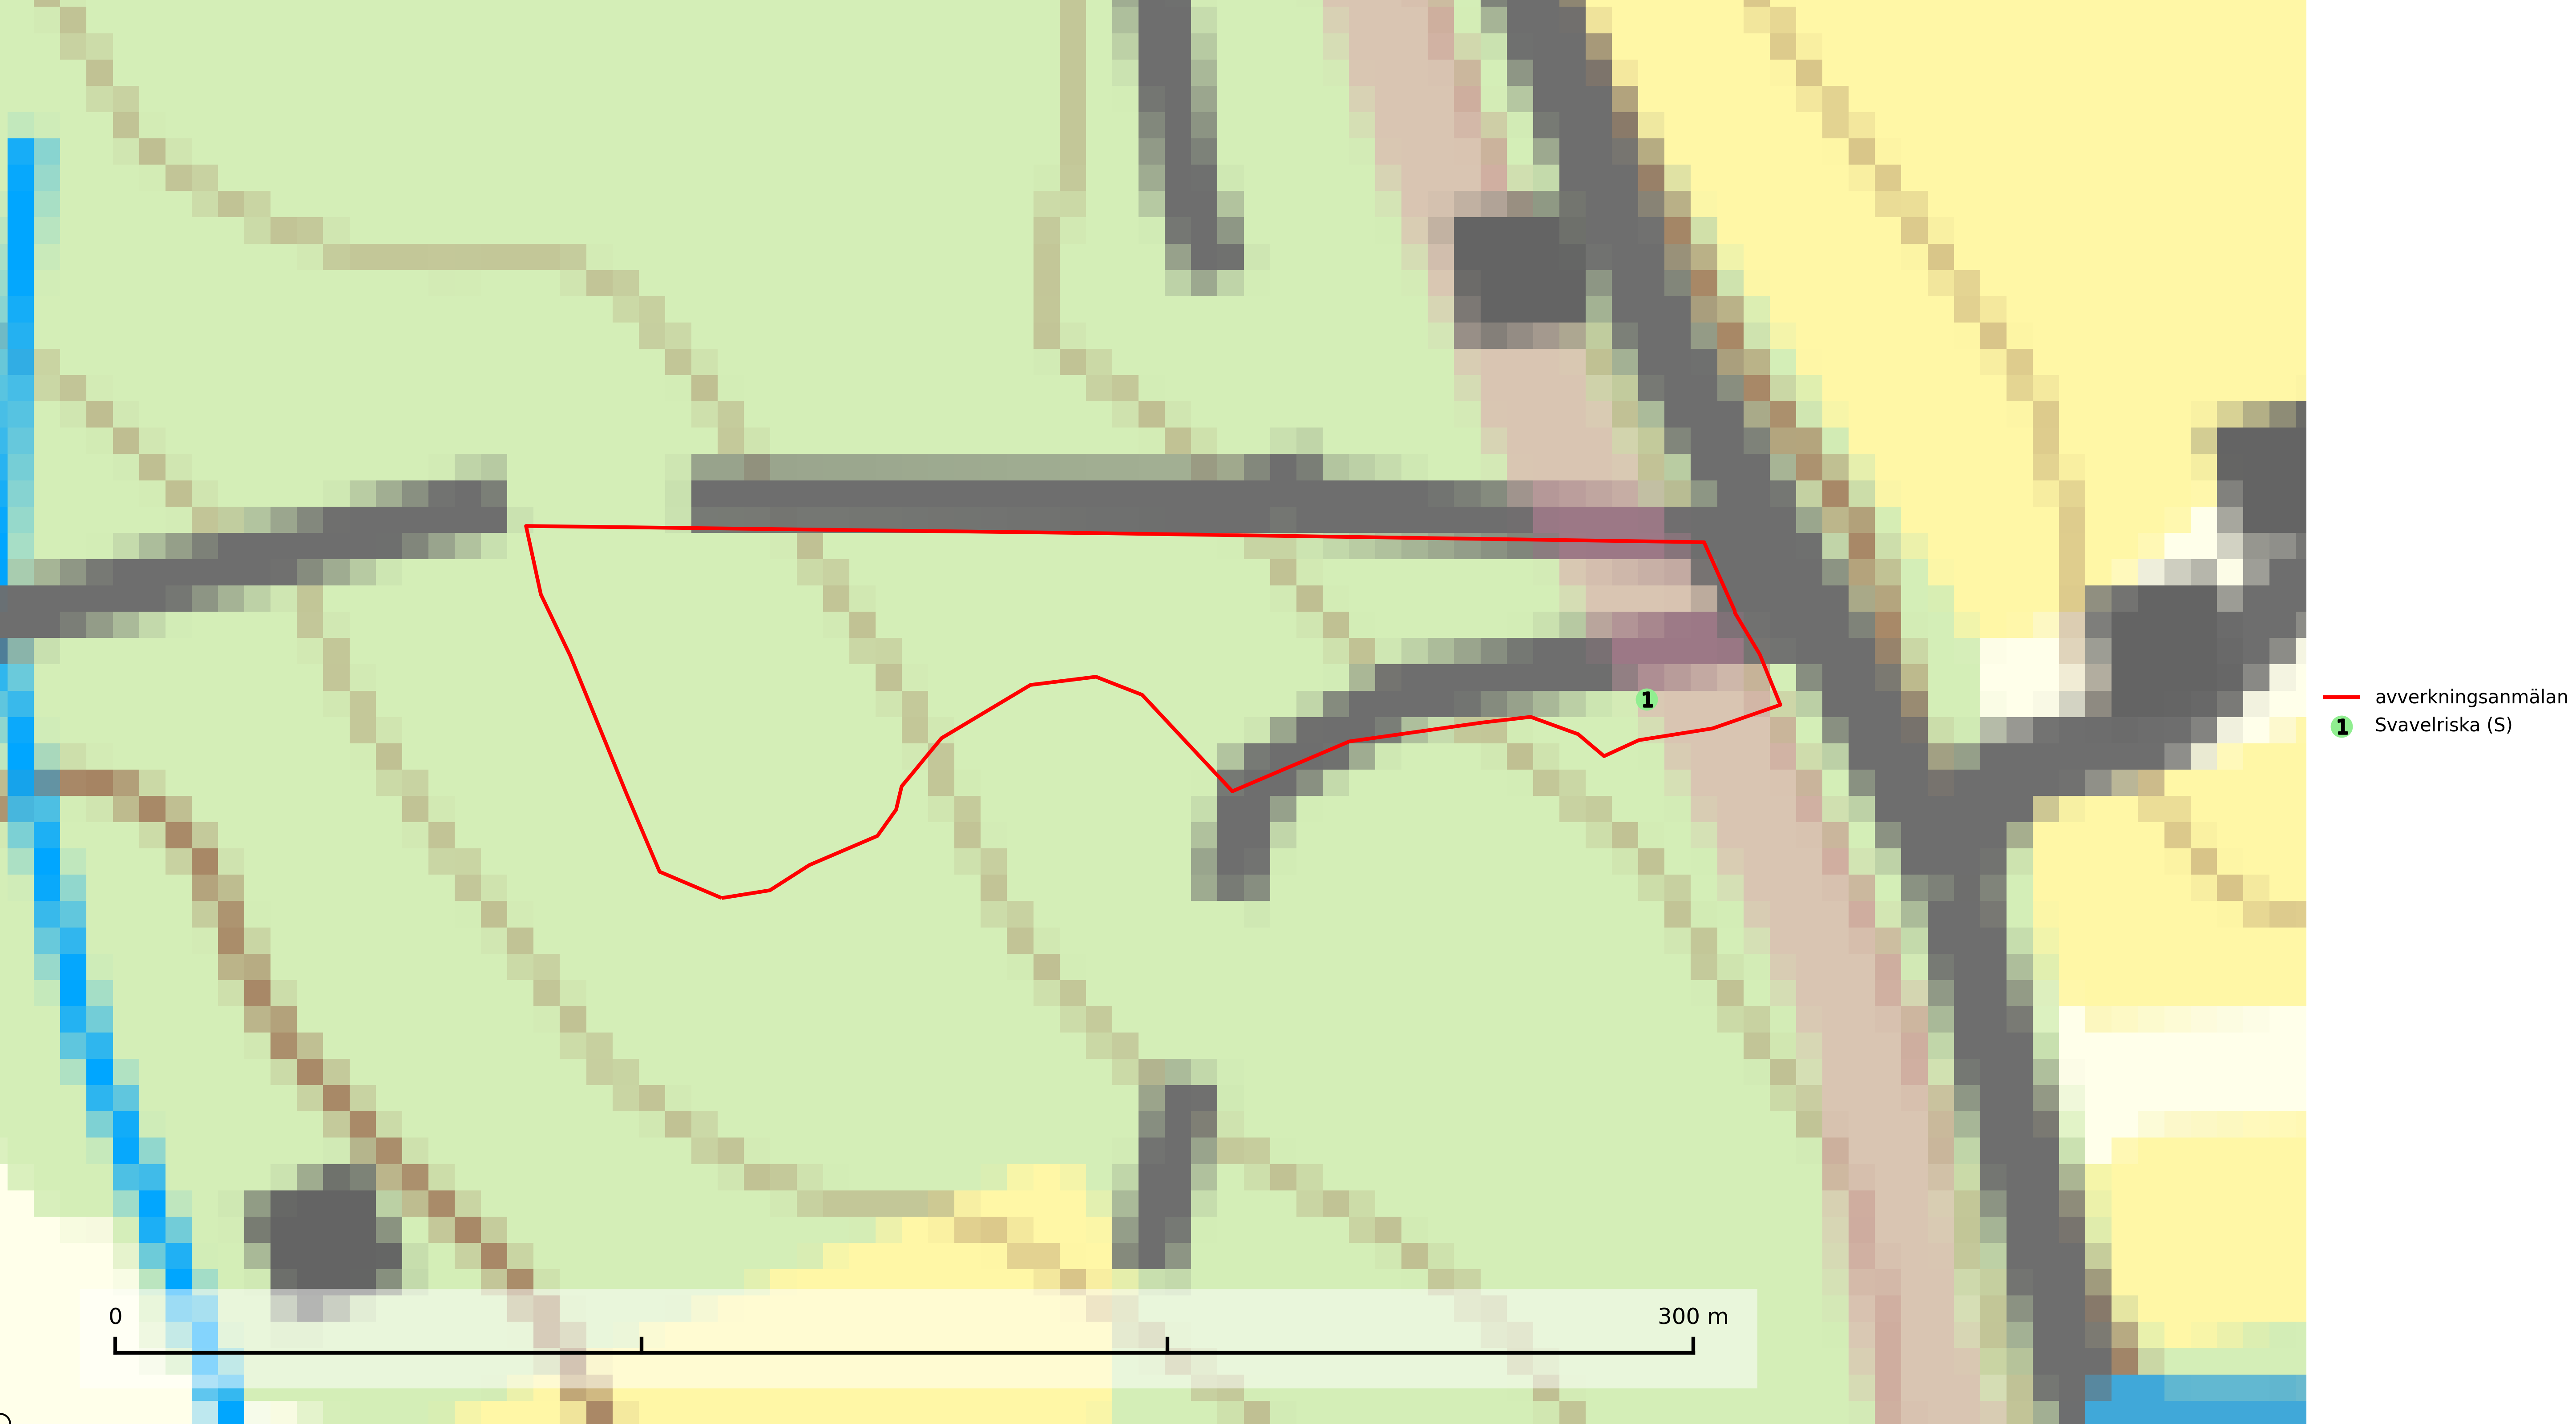 1
avverkningsanmälan
1 Svavelriska (S)
0 300 m